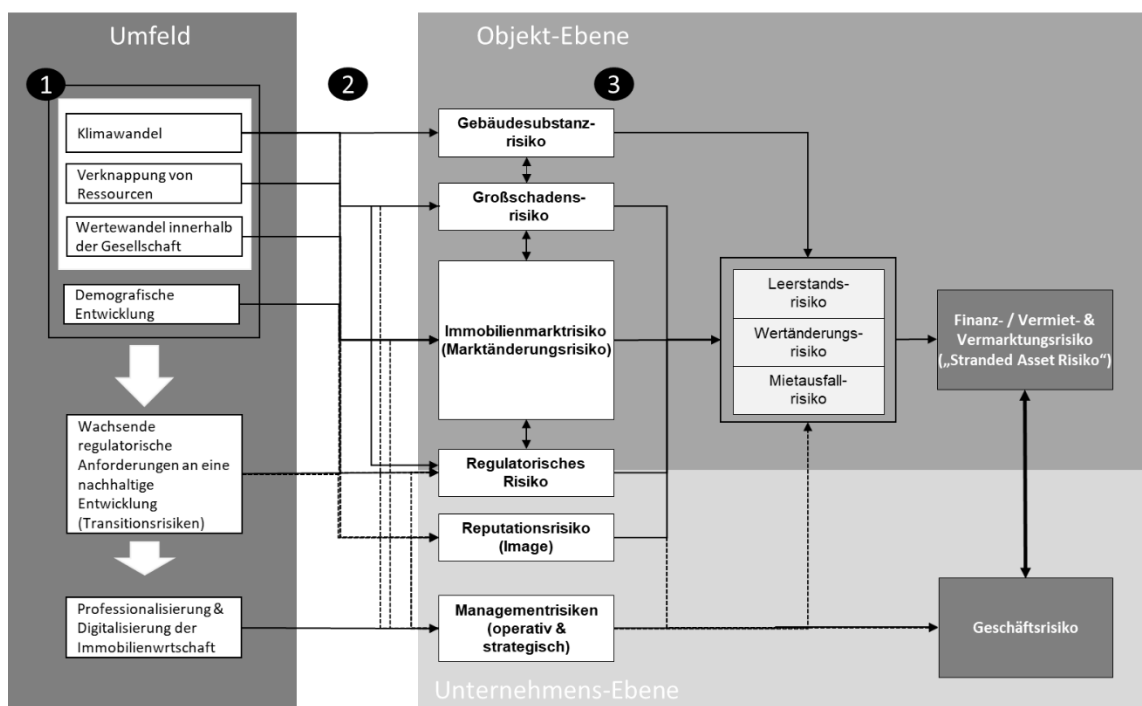 Umfeld
1
Klimawandel
Verknappung von
Ressourcen
Wertewandel innerhalb
der Gesellschaft
Demografische
Entwicklung
Wachsende
regulatorische
Anforderungen an eine
nachhaltige
Entwicklung
(Transitionsrisiken)
Professionalisierung &
Digitalisierung der
Immobilienwrtschaft
2
Objekt-Ebene
3
Gebäudesubstanz-
risiko
Großschadens-
risiko
Immobilienmarktrisiko
(Marktänderungsrisiko)
Regulatorisches
Risiko
Reputationsrisiko
(Image)
Managementrisiken
(operativ &
strategisch)
Unternehmens-Ebene
Leerstands-
risiko
Wertänderungs-
risiko
Mietausfall-
risiko
Finanz- / Vermiet- &
Vermarktungsrisiko
(„Stranded Asset Risiko“)
Geschäftsrisiko